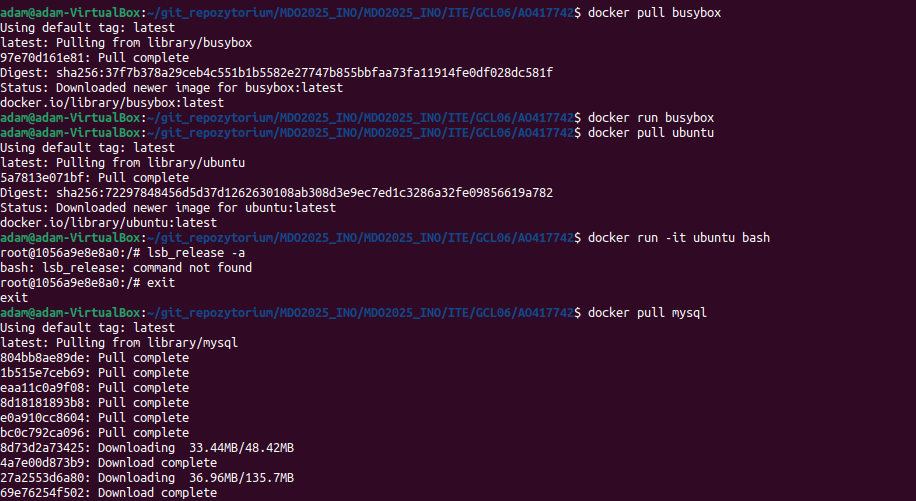 adam@adam-VirtualBox:~/git_repozytorium/MDO2025_INO/MDO2025_INO/ITE/GCL06/AO417742$ docker pull busybox
Using default tag: latest
latest: Pulling from library/busybox
97e70d161e81: Pull complete
Digest: sha256:37f7b378a29ceb4c551b1b5582e27747b855bbfaa73fa11914fe0df028dc581f
Status: Downloaded newer image for busybox:latest
docker.io/library/busybox:latest
adam@adam-VirtualBox:~/git_repozytorium/MDO2025_INO/MDO2025_INO/ITE/GCL06/AO417742$ docker run busybox
adam@adam-VirtualBox:~/git_repozytorium/MDO2025_INO/MDO2025_INO/ITE/GCL06/AO417742$ docker pull ubuntu
Using default tag: latest
latest: Pulling from library/ubuntu
5a7813e071bf: Pull complete
Digest: sha256:72297848456d5d37d1262630108ab308d3e9ec7ed1c3286a32fe09856619a782
Status: Downloaded newer image for ubuntu:latest
docker.io/library/ubuntu:latest
adam@adam-VirtualBox:~/git_repozytorium/MDO2025_INO/MDO2025_INO/ITE/GCL06/AO417742$ docker run -it ubuntu bash
root@1056a9e8e8a0:/# lsb_release -a
bash: lsb_release: command not found
root@1056a9e8e8a0:/# exit
exit
adam@adam-VirtualBox:~/git_repozytorium/MDO2025_INO/MDO2025_INO/ITE/GCL06/AO417742$ docker pull mysql
Using default tag: latest
latest: Pulling from library/mysql
804bb8ae89de: Pull complete
1b515e7ceb69: Pull complete
eaa11c0a9f08: Pull complete
8d18181893b8: Pull complete
e0a910cc8604: Pull complete
bc0c792ca096: Pull complete
8d73d2a73425: Downloading  33.44MB/48.42MB
4a7e00d873b9: Download complete
27a2553d6a80: Downloading  36.96MB/135.7MB
69e76254f502: Download complete